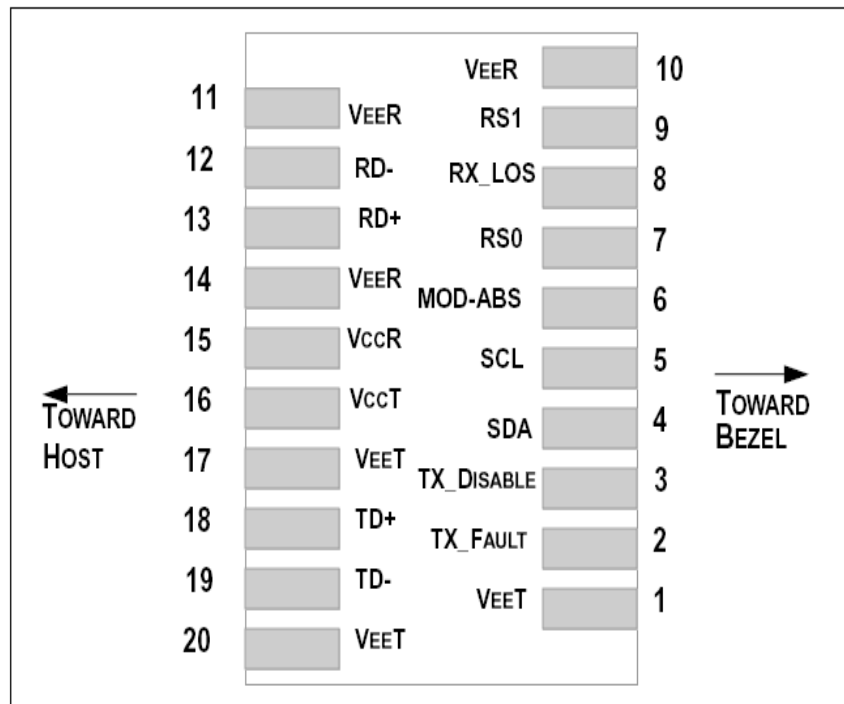 VEER 10
11 VEER
RS1 9
12 RD-
RX_LOS 8
13 RD+
RS0 7
14 VEER
MOD-ABS 6
15 VCCR
SCL 5
16 VCCT
TOWARD
HOST
TOWARD
BEZEL
SDA 4
17 VEET
TX_DISABLE 3
18 TD+
TX_FAULT 2
19 TD-
VEET 1
20 VEET